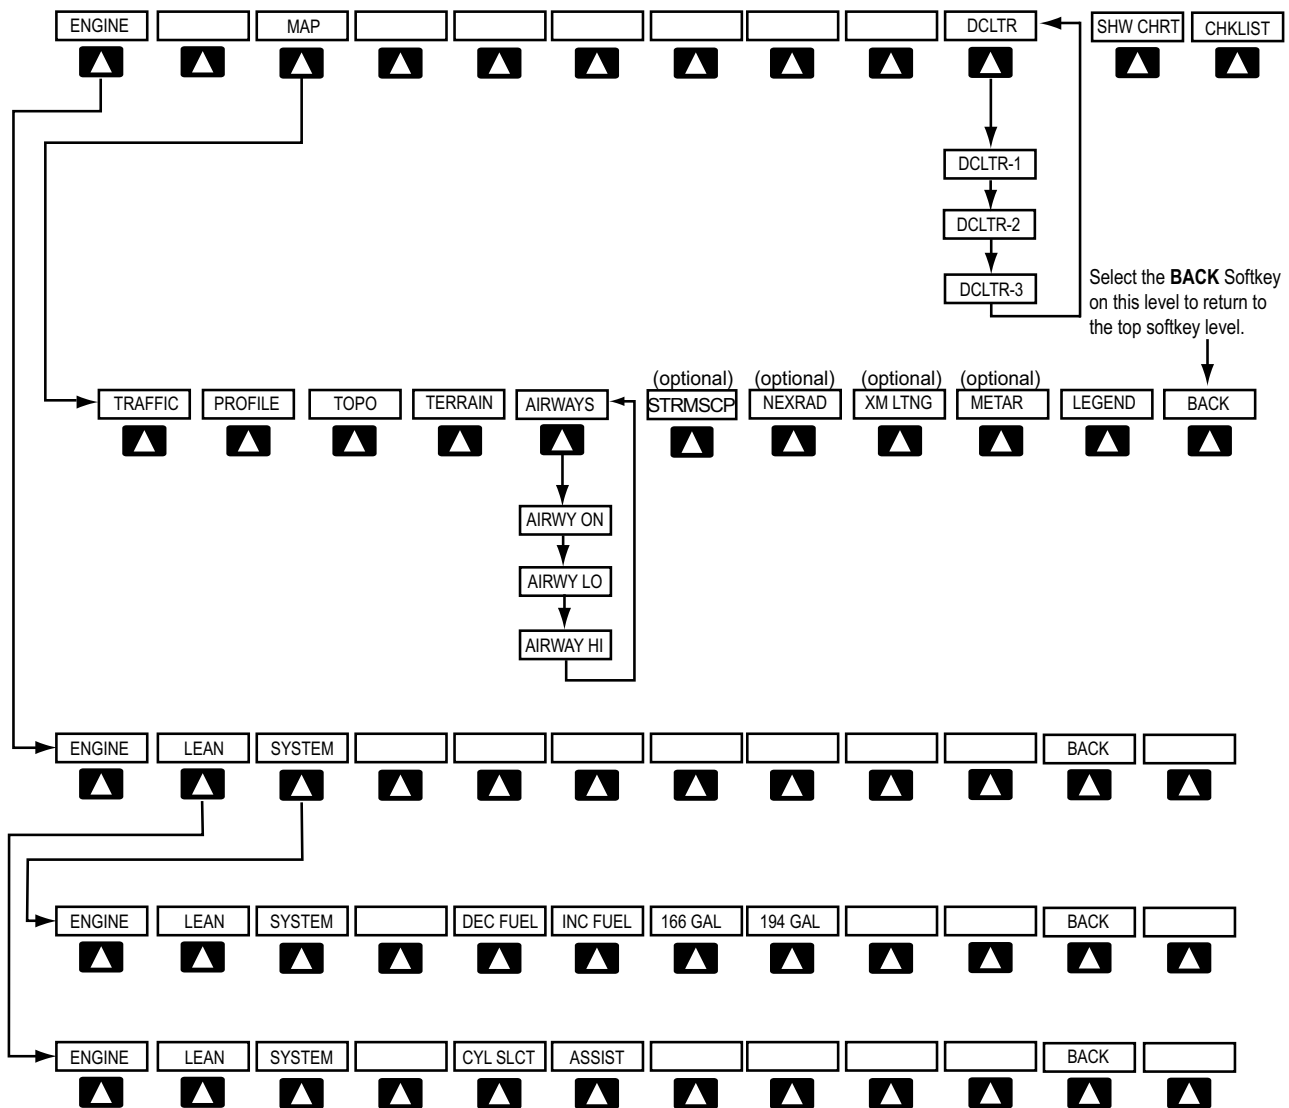 ENGINE MAP DCLTR SHW CHRT CHKLIST
DCLTR-1
DCLTR-2
DCLTR-3
Select the BACK Softkey
on this level to return to
the top softkey level.
(optional) (optional) (optional) (optional)
TRAFFIC PROFILE TOPO TERRAIN AIRWAYS STRMSCP NEXRAD XM LTNG METAR LEGEND BACK
AIRWY ON
AIRWY LO
AIRWAY HI
ENGINE LEAN SYSTEM BACK
ENGINE LEAN SYSTEM DEC FUEL INC FUEL 166 GAL 194 GAL BACK
ENGINE LEAN SYSTEM CYL SLCT ASSIST BACK